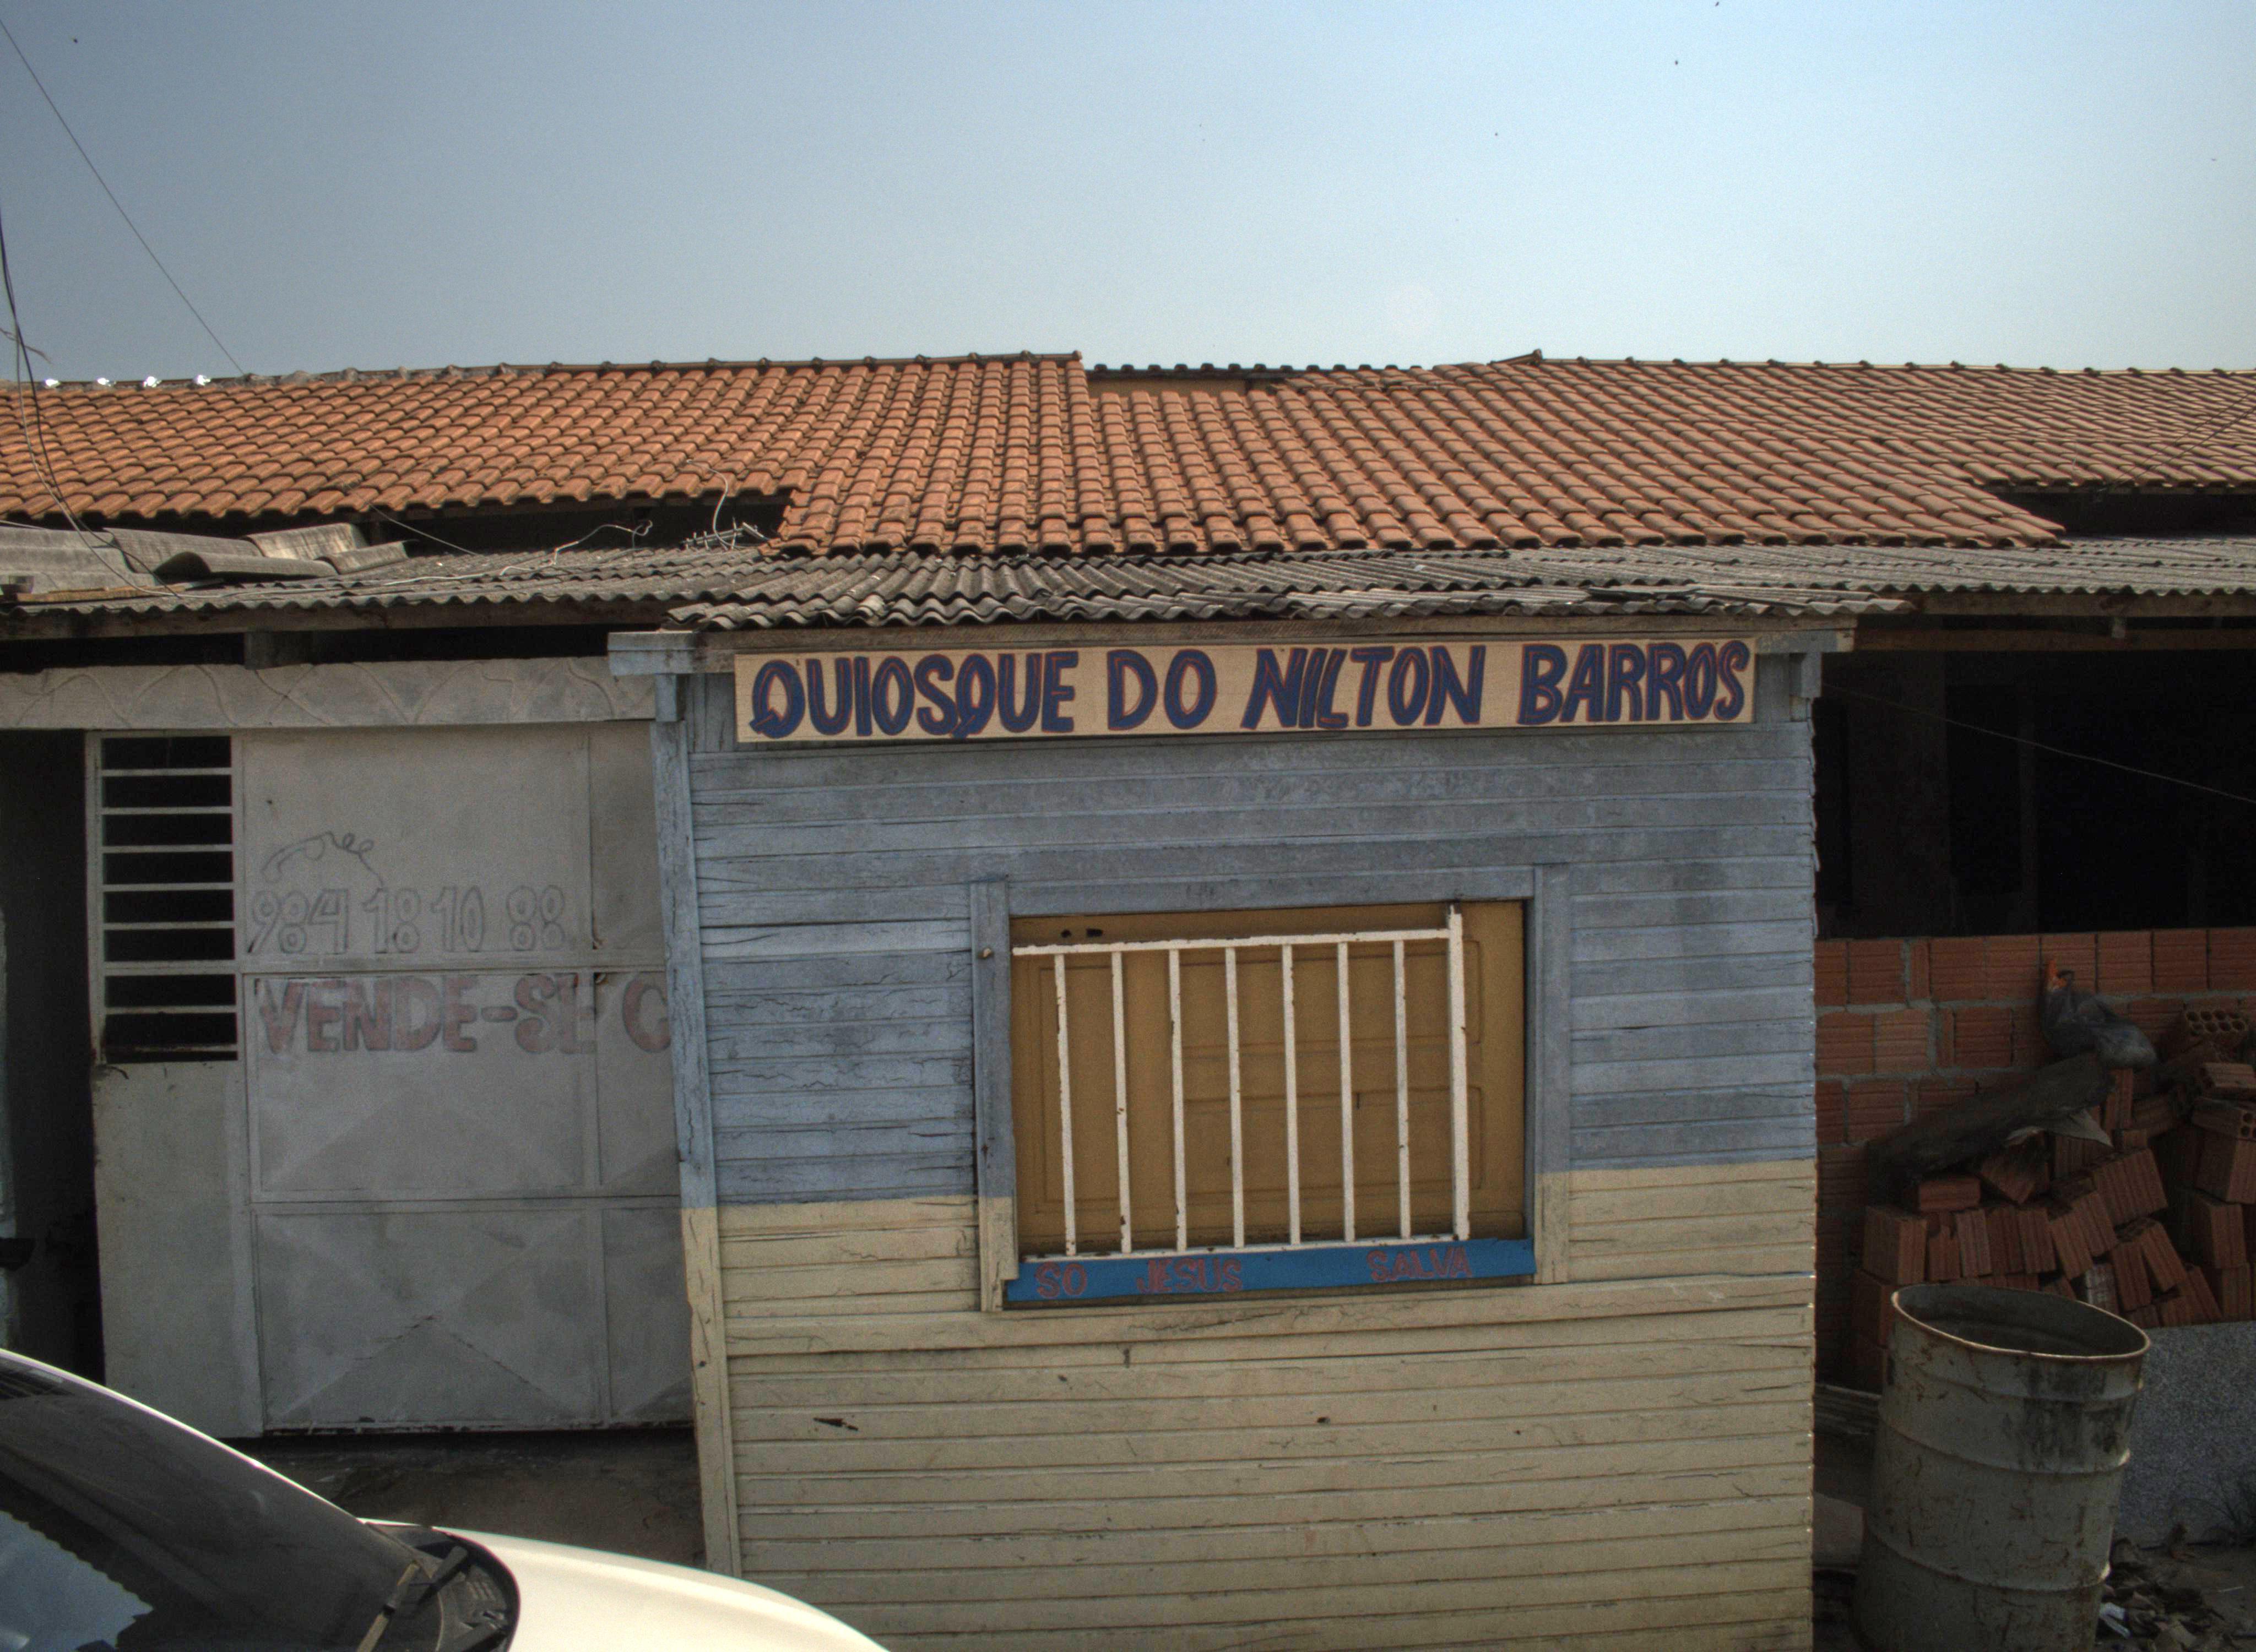 QUIOSQUE DO NILTON BARROS
984 18 10 88
VENDE-SE
SO JESUS SALVA